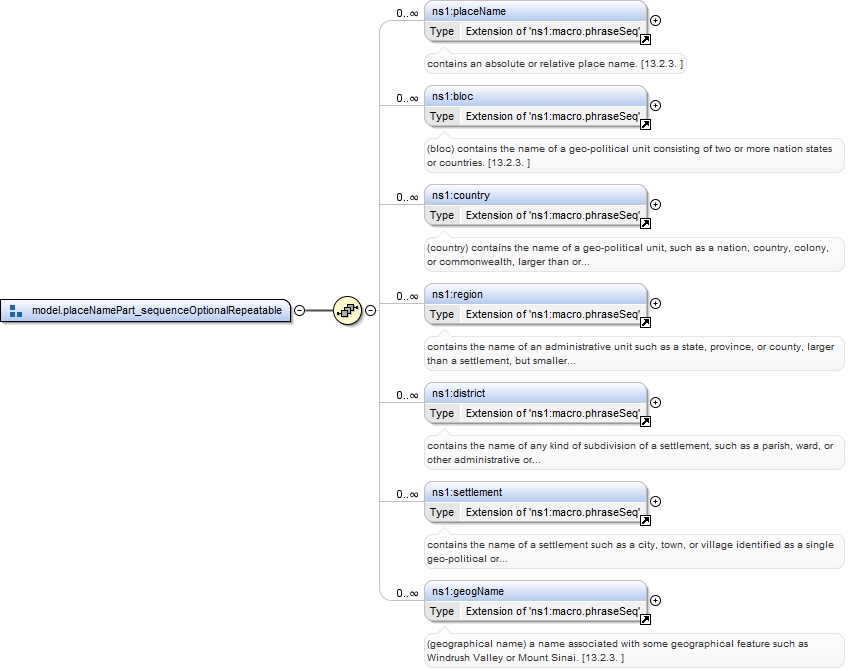 0..∞
ns1:placeName
Type Extension of 'ns1:macro.phraseSeq'
contains an absolute or relative place name. [13.2.3. ]
0..∞
ns1:bloc
Type Extension of 'ns1:macro.phraseSeq'
(bloc) contains the name of a geo-political unit consisting of two or more nation states
or countries. [13.2.3. ]
0..∞
ns1:country
Type Extension of 'ns1:macro.phraseSeq'
(country) contains the name of a geo-political unit, such as a nation, country, colony,
or commonwealth, larger than or...
0..∞
ns1:region
Type Extension of 'ns1:macro.phraseSeq'
model.placeNamePart_sequenceOptionalRepeatable
contains the name of an administrative unit such as a state, province, or county, larger
than a settlement, but smaller...
0..∞
ns1:district
Type Extension of 'ns1:macro.phraseSeq'
contains the name of any kind of subdivision of a settlement, such as a parish, ward, or
other administrative or...
0..∞
ns1:settlement
Type Extension of 'ns1:macro.phraseSeq'
contains the name of a settlement such as a city, town, or village identified as a single
geo-political or...
0..∞
ns1:geogName
Type Extension of 'ns1:macro.phraseSeq'
(geographical name) a name associated with some geographical feature such as
Windrush Valley or Mount Sinai. [13.2.3. ]